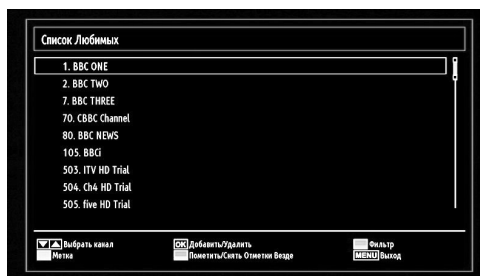 Список Любимых
1. BBC ONE
2. BBC TWO
7. BBC THREE
70. CBBC Channel
80. BBC NEWS
105. BBCi
503. ITV HD Trial
504. Ch4 HD Trial
505. five HD Trial
Выбрать канал OK Добавить/Удалить Фильтр
Метка Пометить/Снять Отметки Везде MENU Выход